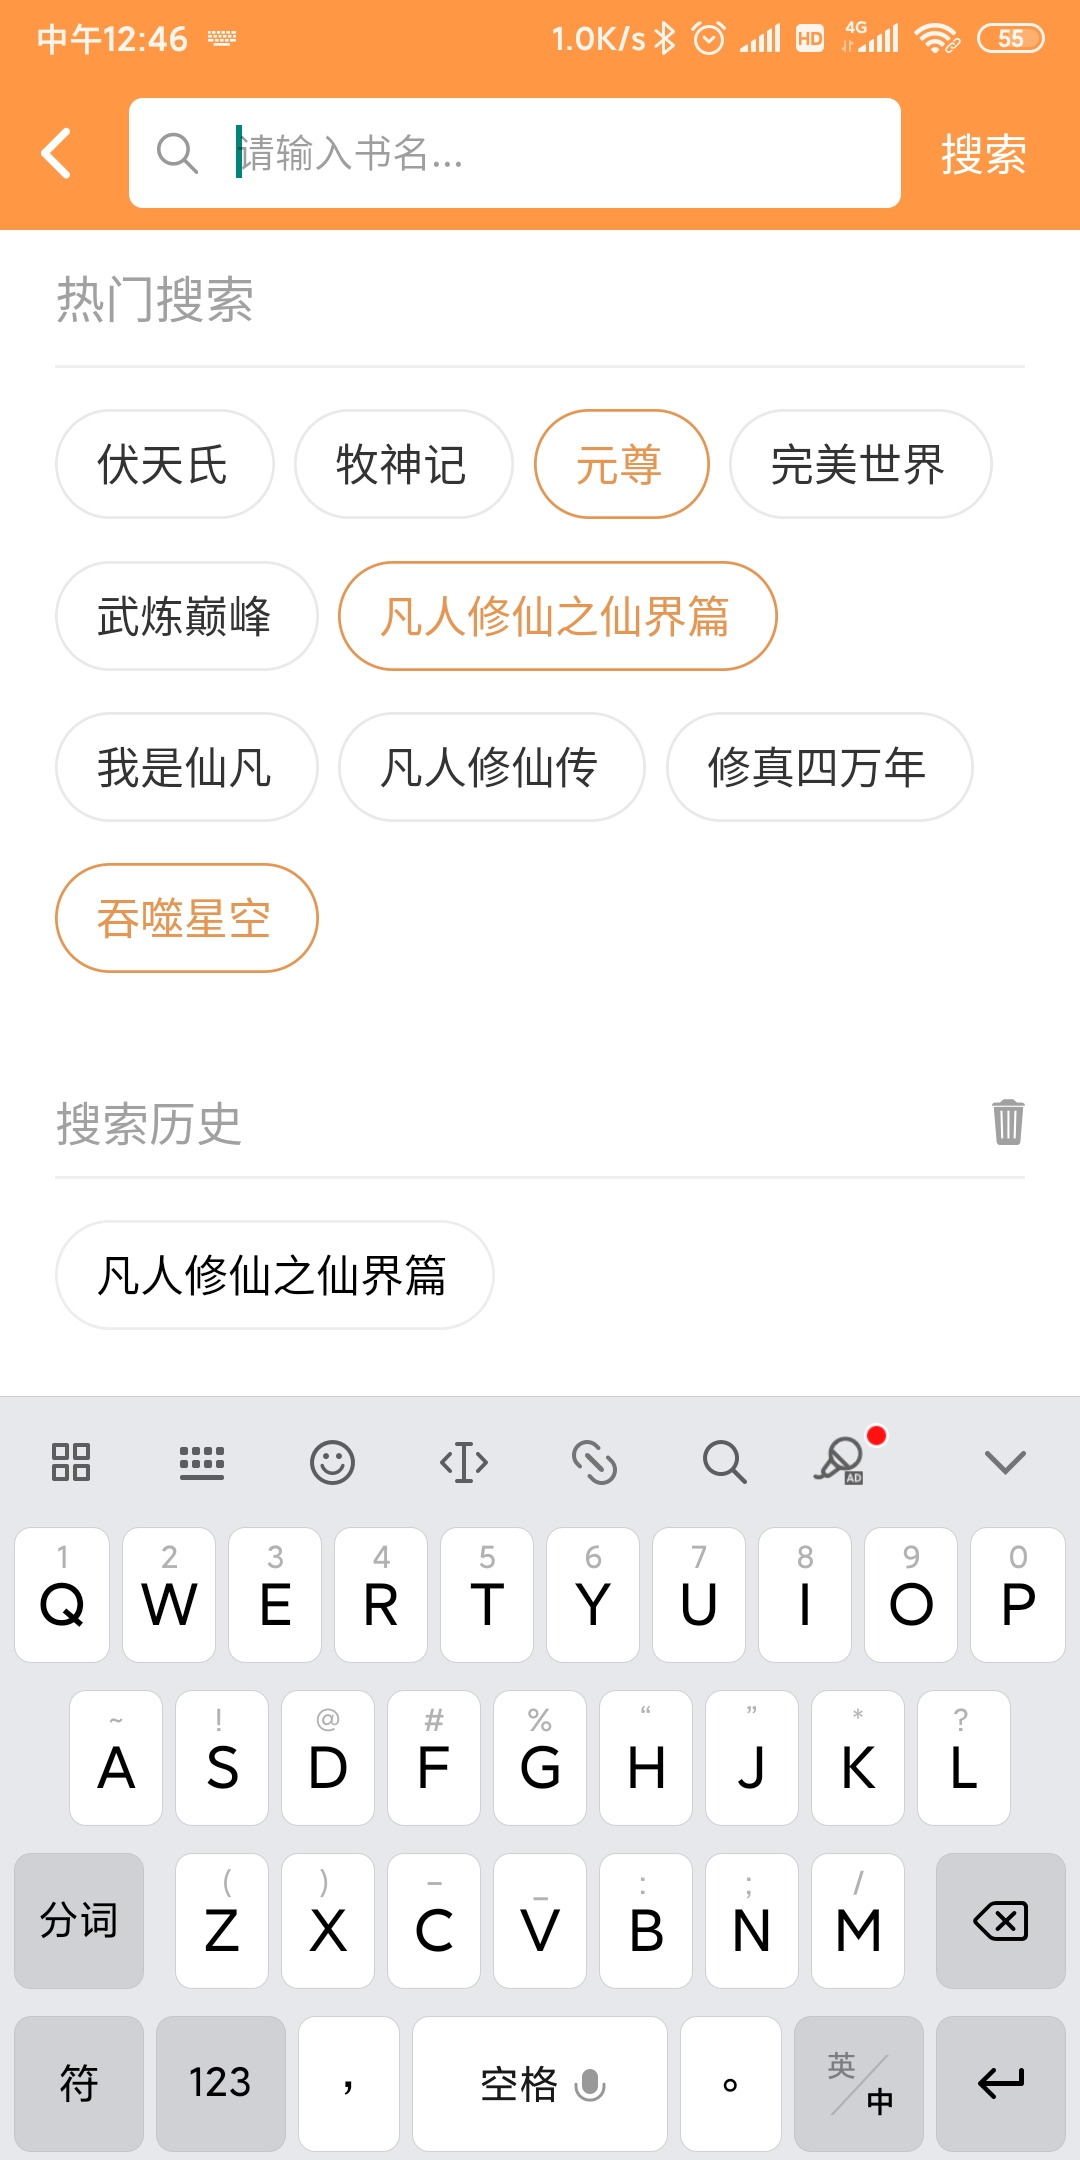 中午12:46 1.0K/s HD 4G 55
请输入书名... 搜索
热门搜索
伏天氏 牧神记 元尊 完美世界
武炼巅峰 凡人修仙之仙界篇
我是仙凡 凡人修仙传 修真四万年
吞噬星空
搜索历史
凡人修仙之仙界篇
AD
1 2 3 4 5 6 7 8 9 0
Q W E R T Y U I O P
~ ! @ # % “ ” * ?
A S D F G H J K L
( ) – _ : ; /
分词 Z X C V B N M
符 123 , 空格 。 英/中